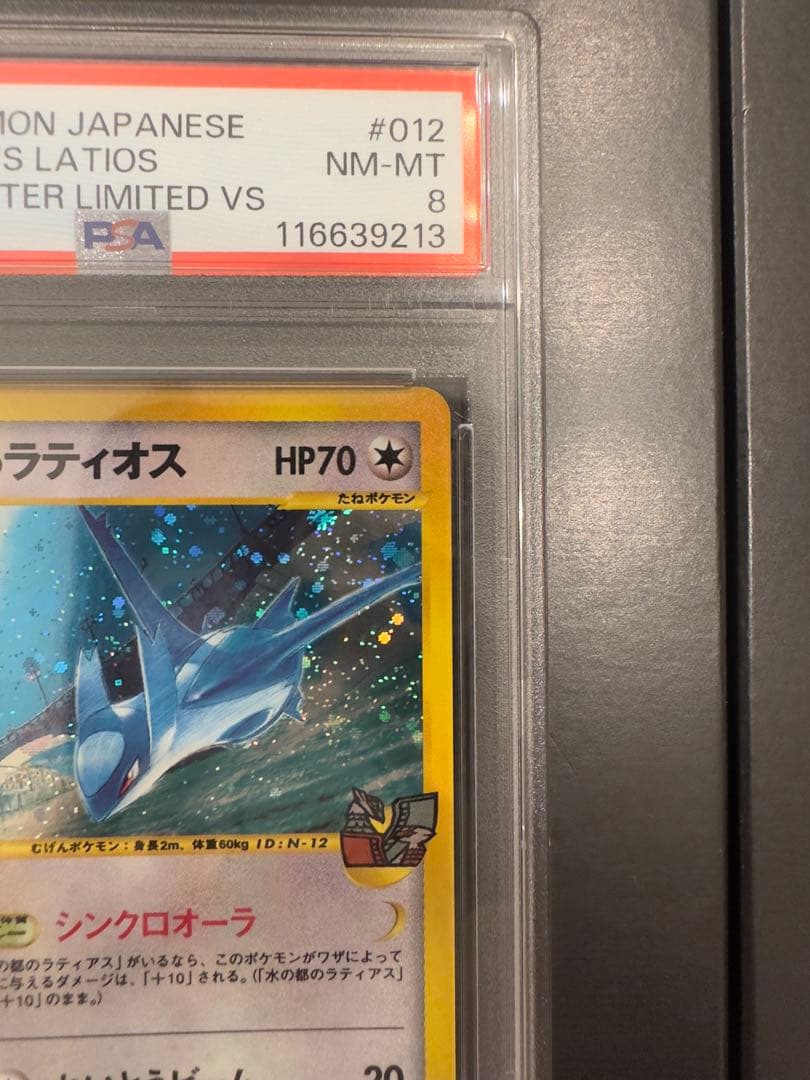 MON JAPANESE #012
'S LATIOS NM-MT
TER LIMITED VS 8
PSA 116639213
ラティオス HP70
たねポケモン
むげんポケモン：身長2m、体重60kg ID：N-12
シンクロオーラ
の都のラティアス」がいるなら、このポケモンがワザによって
に与えるダメージは、「＋10」される。（「水の都のラティアス」
＋10」のまま。）
20